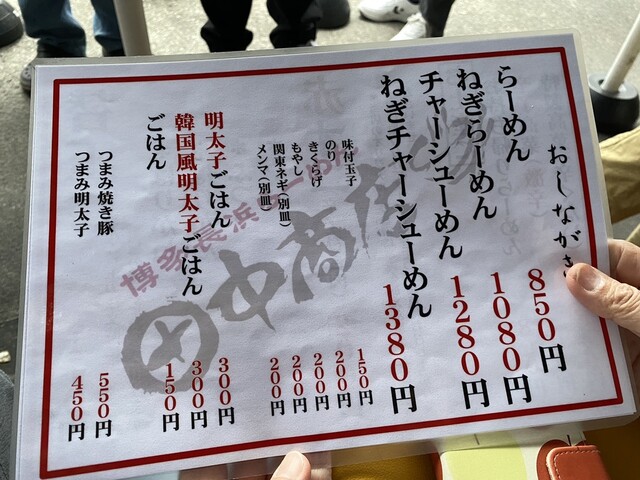 おしながき
らーめん 850円
ねぎらーめん 1080円
チャーシューめん 1280円
ねぎチャーシューめん 1380円
味付玉子 150円
のり 200円
きくらげ 200円
もやし 200円
関東ネギ(別皿) 200円
メンマ(別皿)
明太子ごはん 300円
韓国風明太子ごはん 300円
ごはん 150円
つまみ焼き豚 550円
つまみ明太子 450円
博多長浜らーめん
田中商店